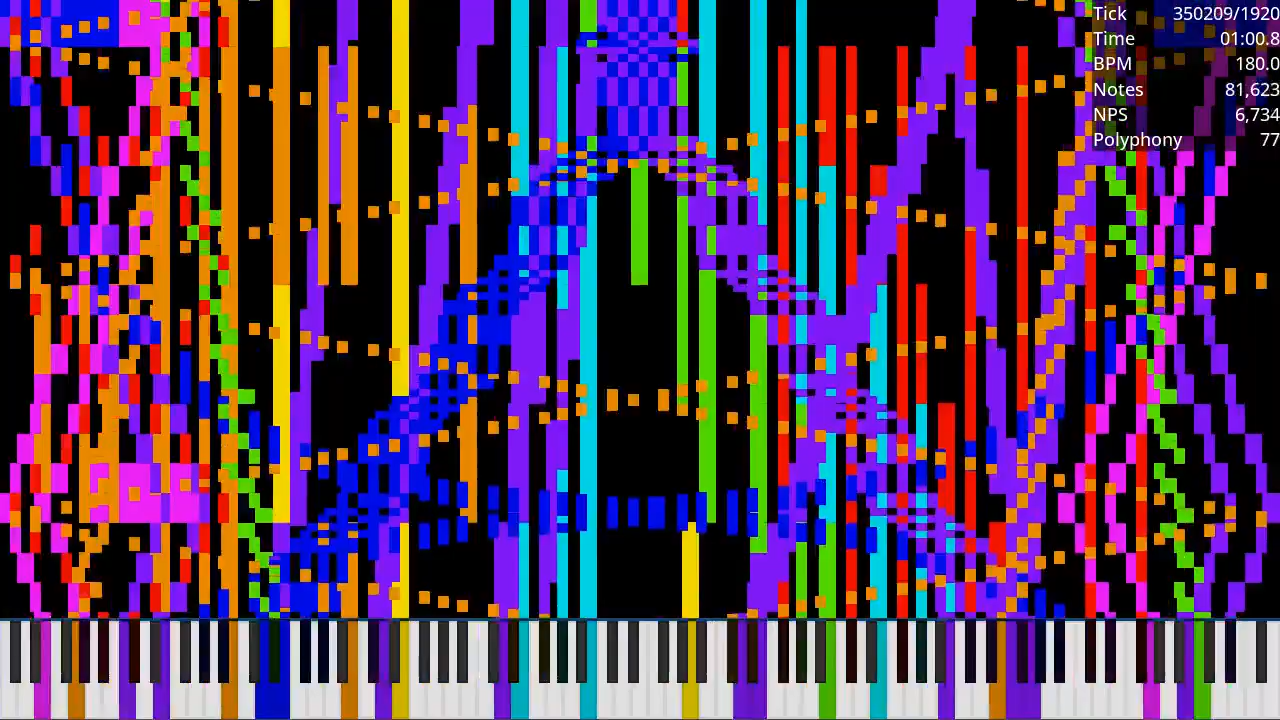 Tick 350209/1920
Time 01:00.8
BPM 180.0
Notes 81,623
NPS 6,734
Polyphony 77